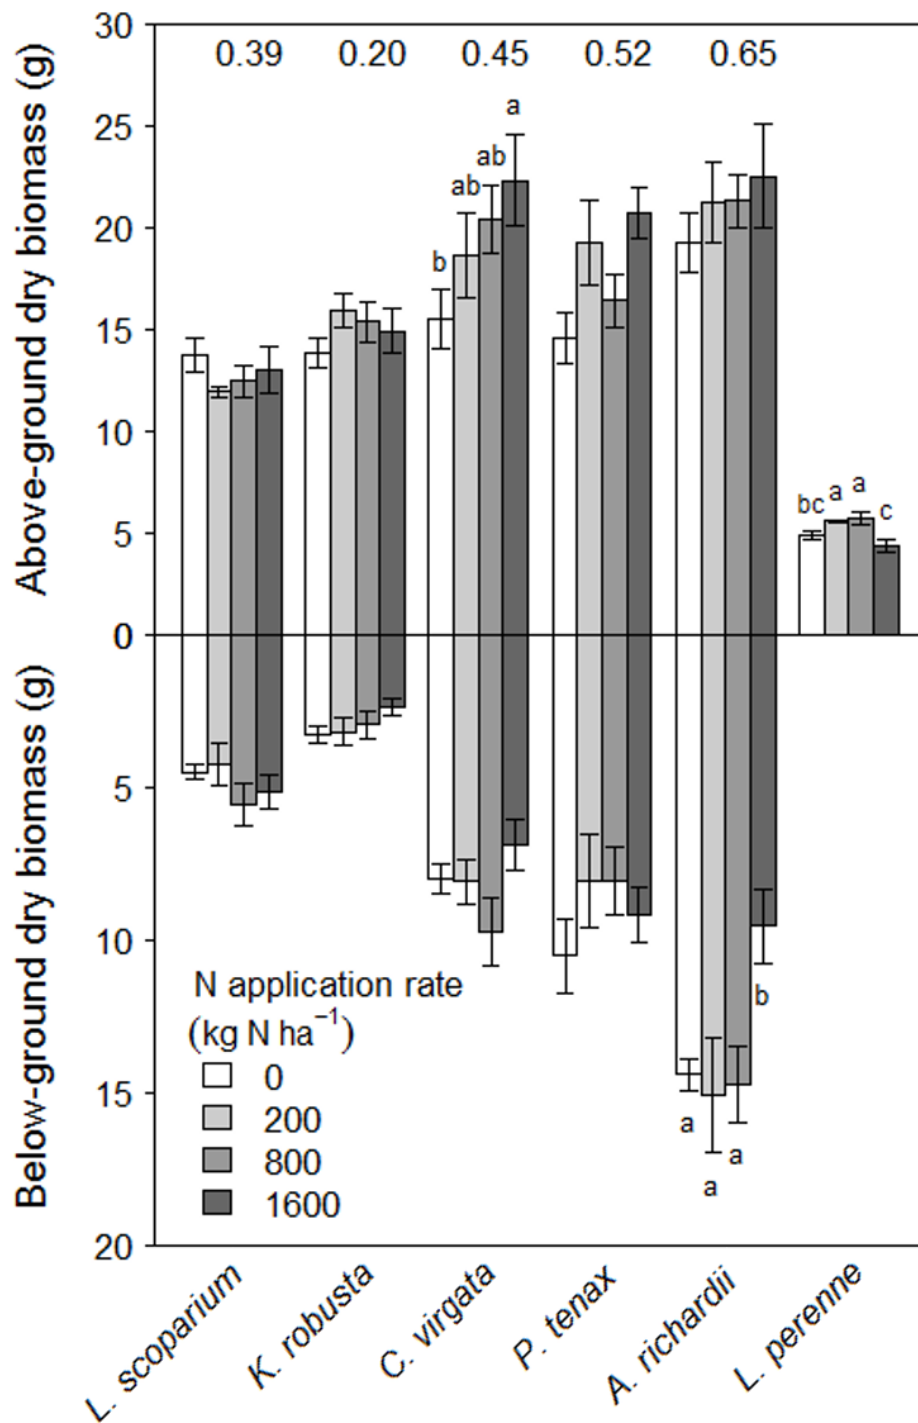 30
0.39 0.20 0.45 0.52 0.65
a
25
ab
ab
b
20
15
10
a a
bc c
5
0
5
10
b
15
a
a
a
20
Above-ground dry biomass (g)
Below-ground dry biomass (g)
N application rate
(kg N ha⁻¹)
0
200
800
1600
L. scoparium
K. robusta
C. virgata
P. tenax
A. richardii
L. perenne